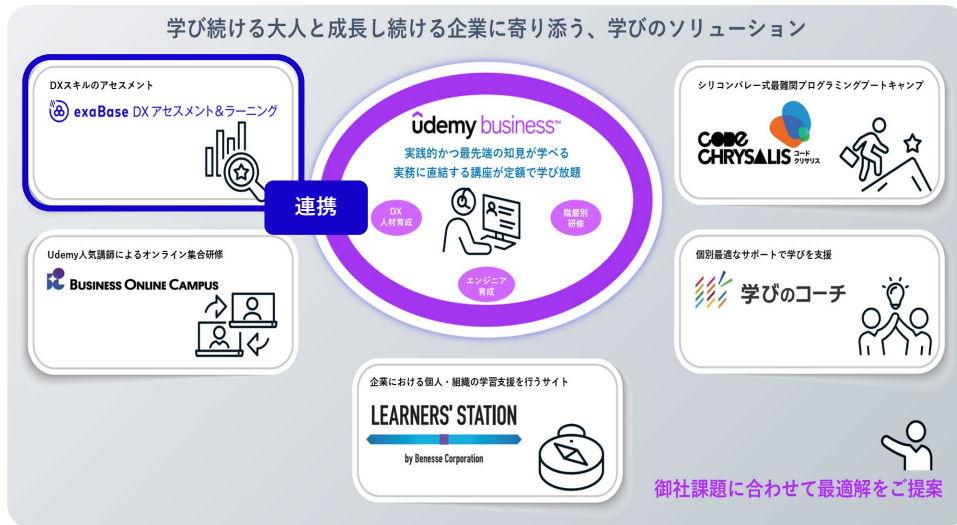 学び続ける大人と成長し続ける企業に寄り添う、学びのソリューション
DXスキルのアセスメント
exaBase DXアセスメント&ラーニング
連携
ûdemy business™
実践的かつ最先端の知見が学べる
実務に直結する講座が定額で学び放題
DX
人材育成
階層別
研修
エンジニア
育成
シリコンバレー式最難関プログラミングブートキャンプ
CODE
CHRYSALIS
コード
クリサリス
Udemy人気講師によるオンライン集合研修
BUSINESS ONLINE CAMPUS
個別最適なサポートで学びを支援
学びのコーチ
企業における個人・組織の学習支援を行うサイト
LEARNERS' STATION
by Benesse Corporation
御社課題に合わせて最適解をご提案